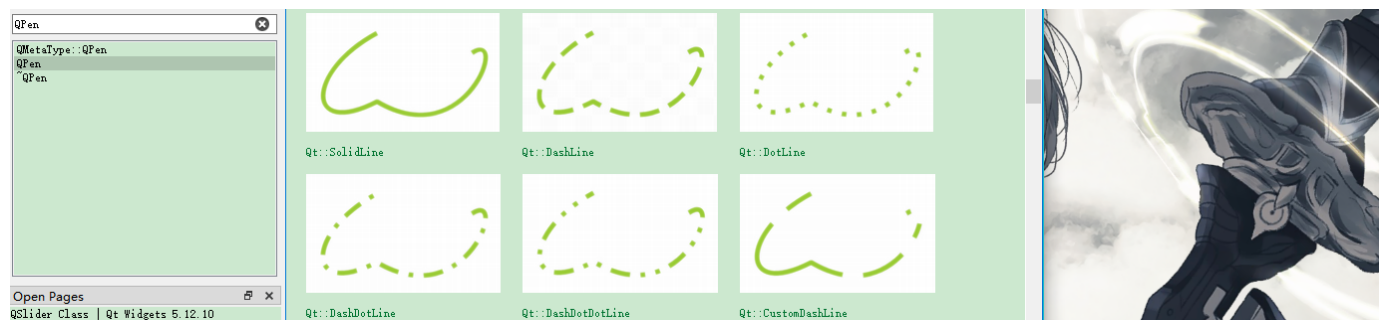 QPen
QMetaType::QPen
QPen
~QPen
Qt::SolidLine
Qt::DashLine
Qt::DotLine
Qt::DashDotLine
Qt::DashDotDotLine
Qt::CustomDashLine
Open Pages
QSlider Class | Qt Widgets 5.12.10